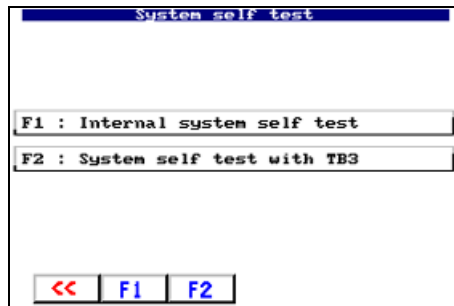 System self test
F1 : Internal system self test
F2 : System self test with TB3
<< F1 F2